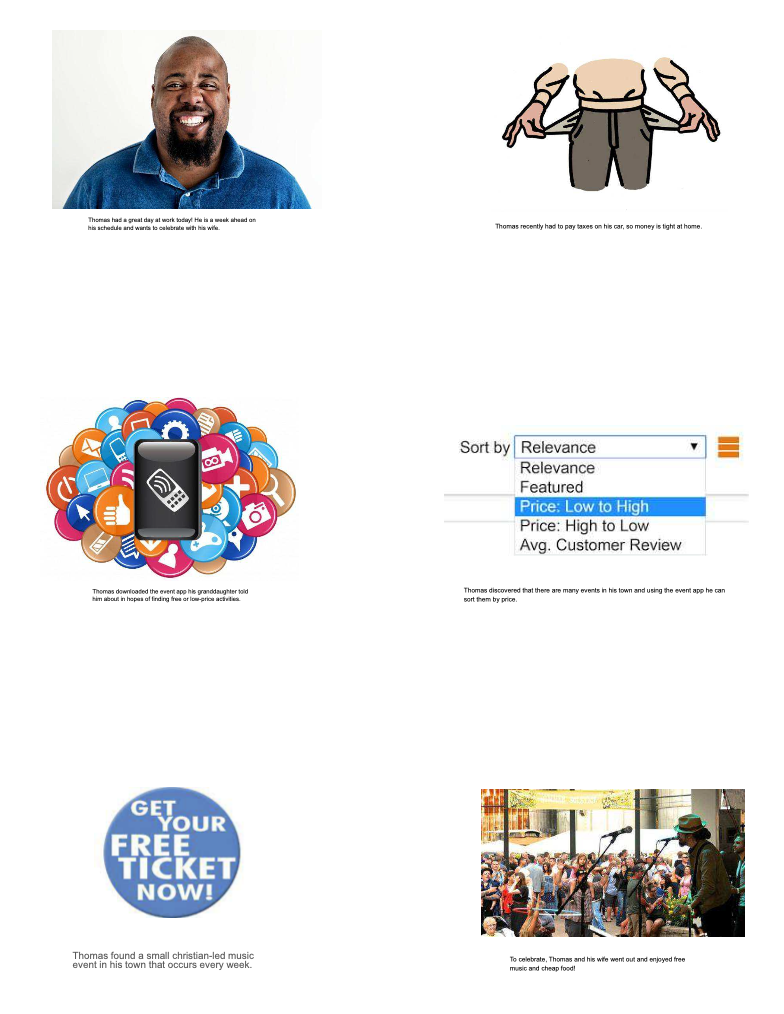 Thomas had a great day at work today! He is a week ahead on
his schedule and wants to celebrate with his wife.
Thomas recently had to pay taxes on his car, so money is tight at home.
Thomas downloaded the event app his granddaughter told
him about in hopes of finding free or low-price activities.
Sort by Relevance
Relevance
Featured
Price: Low to High
Price: High to Low
Avg. Customer Review
Thomas discovered that there are many events in his town and using the event app he can
sort them by price.
GET
YOUR
FREE
TICKET
NOW!
Thomas found a small christian-led music
event in his town that occurs every week.
To celebrate, Thomas and his wife went out and enjoyed free
music and cheap food!